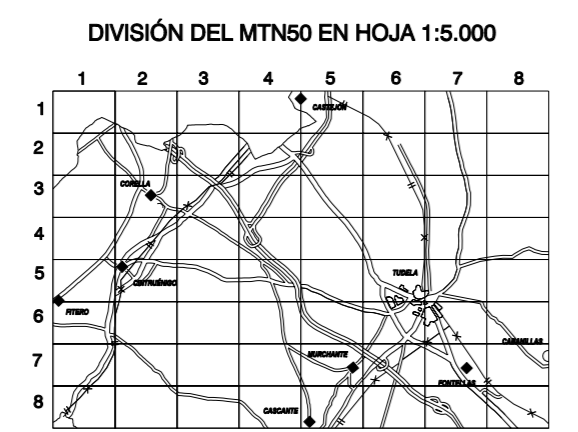 DIVISIÓN DEL MTN50 EN HOJA 1:5.000
1 2 3 4 5 6 7 8
1
CASTEJÓN
2
3
CORELLA
4
5
TUDELA
CINTRUÉNIGO
6
FITERO
CABANILLAS
7
MURCHANTE
FONTELLAS
8
CASCANTE